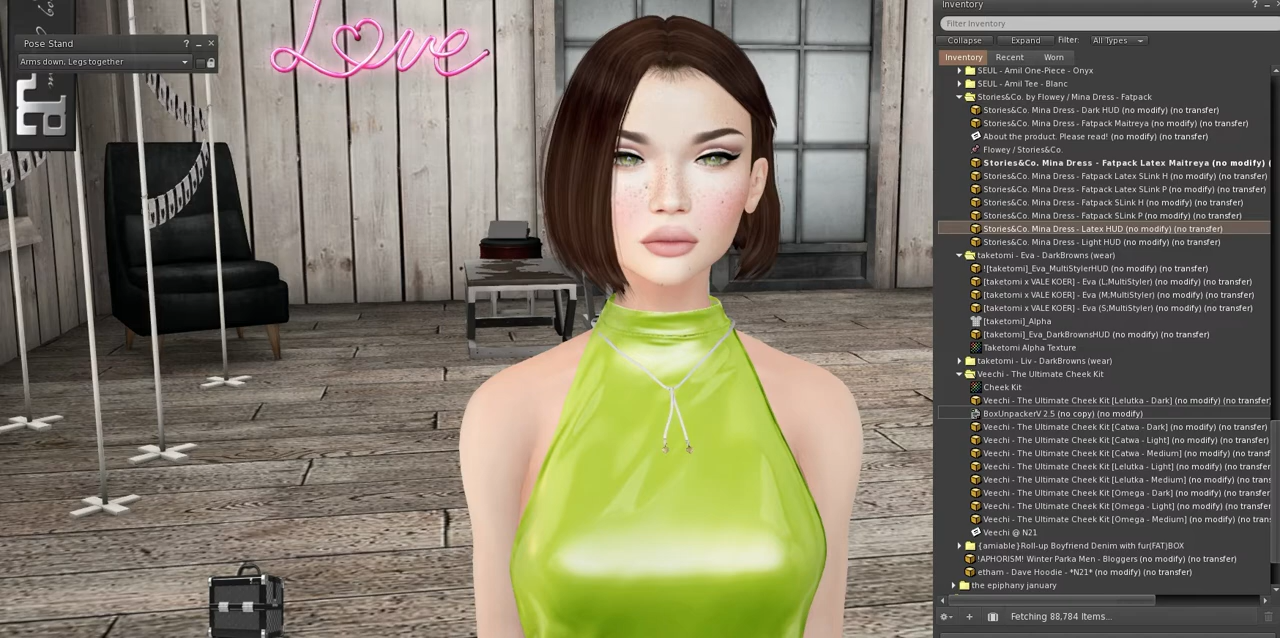 Pose Stand
Arms down, Legs together
Love
Inventory
Filter Inventory
Collapse
Expand
Filter:
All Types
Inventory
Recent
Worn
SEUL - Amil One-Piece - Onyx
SEUL - Amil Tee - Blanc
Stories&Co. by Flowey / Mina Dress - Fatpack
Stories&Co. Mina Dress - Dark HUD (no modify) (no transfer)
Stories&Co. Mina Dress - Fatpack Maitreya (no modify) (no transfer)
About the product. Please read! (no modify) (no transfer)
Flowey / Stories&Co.
Stories&Co. Mina Dress - Fatpack Latex Maitreya (no modify) (
Stories&Co. Mina Dress - Fatpack Latex SLink H (no modify) (no transfer)
Stories&Co. Mina Dress - Fatpack Latex SLink P (no modify) (no transfer)
Stories&Co. Mina Dress - Fatpack SLink H (no modify) (no transfer)
Stories&Co. Mina Dress - Fatpack SLink P (no modify) (no transfer)
Stories&Co. Mina Dress - Latex HUD (no modify) (no transfer)
Stories&Co. Mina Dress - Light HUD (no modify) (no transfer)
taketomi - Eva - DarkBrowns (wear)
![taketomi]_Eva_MultiStylerHUD (no modify) (no transfer)
[taketomi x VALE KOER] - Eva (L;MultiStyler) (no modify) (no transfer)
[taketomi x VALE KOER] - Eva (M;MultiStyler) (no modify) (no transfer)
[taketomi x VALE KOER] - Eva (S;MultiStyler) (no modify) (no transfer)
[taketomi]_Alpha
[taketomi]_Eva_DarkBrownsHUD (no modify) (no transfer)
Taketomi Alpha Texture
taketomi - Liv - DarkBrowns (wear)
Veechi - The Ultimate Cheek Kit
Cheek Kit
Veechi - The Ultimate Cheek Kit [Lelutka - Dark] (no modify) (no transfer
BoxUnpackerV 2.5 (no copy) (no modify)
Veechi - The Ultimate Cheek Kit [Catwa - Dark] (no modify) (no transfer)
Veechi - The Ultimate Cheek Kit [Catwa - Light] (no modify) (no transfer)
Veechi - The Ultimate Cheek Kit [Catwa - Medium] (no modify) (no transf
Veechi - The Ultimate Cheek Kit [Lelutka - Light] (no modify) (no transfer)
Veechi - The Ultimate Cheek Kit [Lelutka - Medium] (no modify) (no trans
Veechi - The Ultimate Cheek Kit [Omega - Dark] (no modify) (no transfer)
Veechi - The Ultimate Cheek Kit [Omega - Light] (no modify) (no transfer)
Veechi - The Ultimate Cheek Kit [Omega - Medium] (no modify) (no tran
Veechi @ N21
{amiable}Roll-up Boyfriend Denim with fur(FAT)BOX
!APHORISM! Winter Parka Men - Bloggers (no modify) (no transfer)
etham - Dave Hoodie - *N21* (no modify) (no transfer)
the epiphany january
Fetching 88,784 Items...